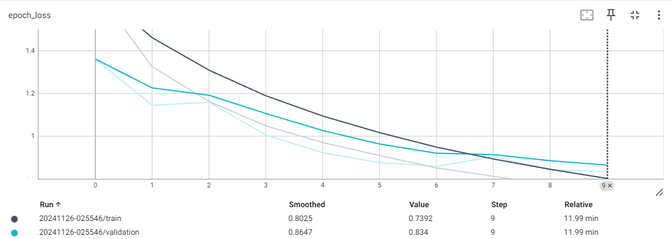 epoch_loss
1.4
1.2
1
0 1 2 3 4 5 6 7 8 9
Run ↑ Smoothed Value Step Relative
20241126-025546/train 0.8025 0.7392 9 11.99 min
20241126-025546/validation 0.8647 0.834 9 11.99 min